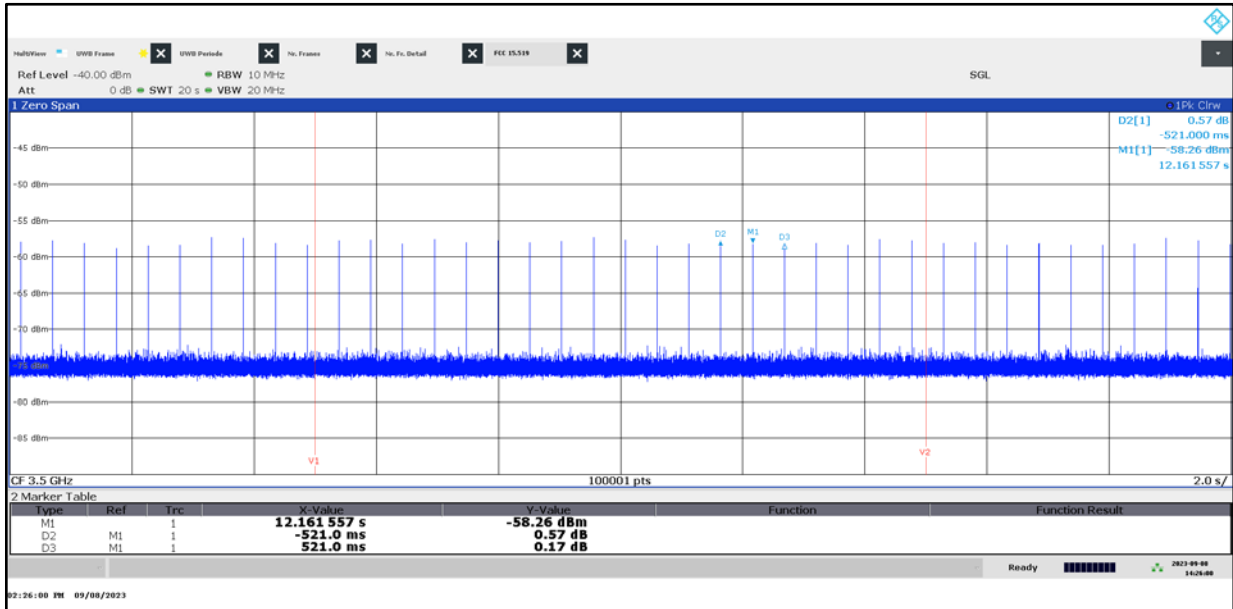 MultiView UWB Frame UWB Periode Nr. Frames Nr. Fr. Detail FCC 15.519
Ref Level -40.00 dBm RBW 10 MHz SGL
Att 0 dB SWT 20 s VBW 20 MHz
1 Zero Span 1Pk Clrw
D2[1] 0.57 dB
-521.000 ms
M1[1] -58.26 dBm
12.161557 s
-45 dBm
-50 dBm
-55 dBm
D2 M1 D3
-60 dBm
-65 dBm
-70 dBm
-75 dBm
-80 dBm
-85 dBm
V1 V2
CF 3.5 GHz 100001 pts 2.0 s/
2 Marker Table
Type Ref Trc X-Value Y-Value Function Function Result
M1 1 12.161557 s -58.26 dBm
D2 M1 1 -521.0 ms 0.57 dB
D3 M1 1 521.0 ms 0.17 dB
Ready 2023-09-08
14:26:00
02:26:00 PM 09/08/2023